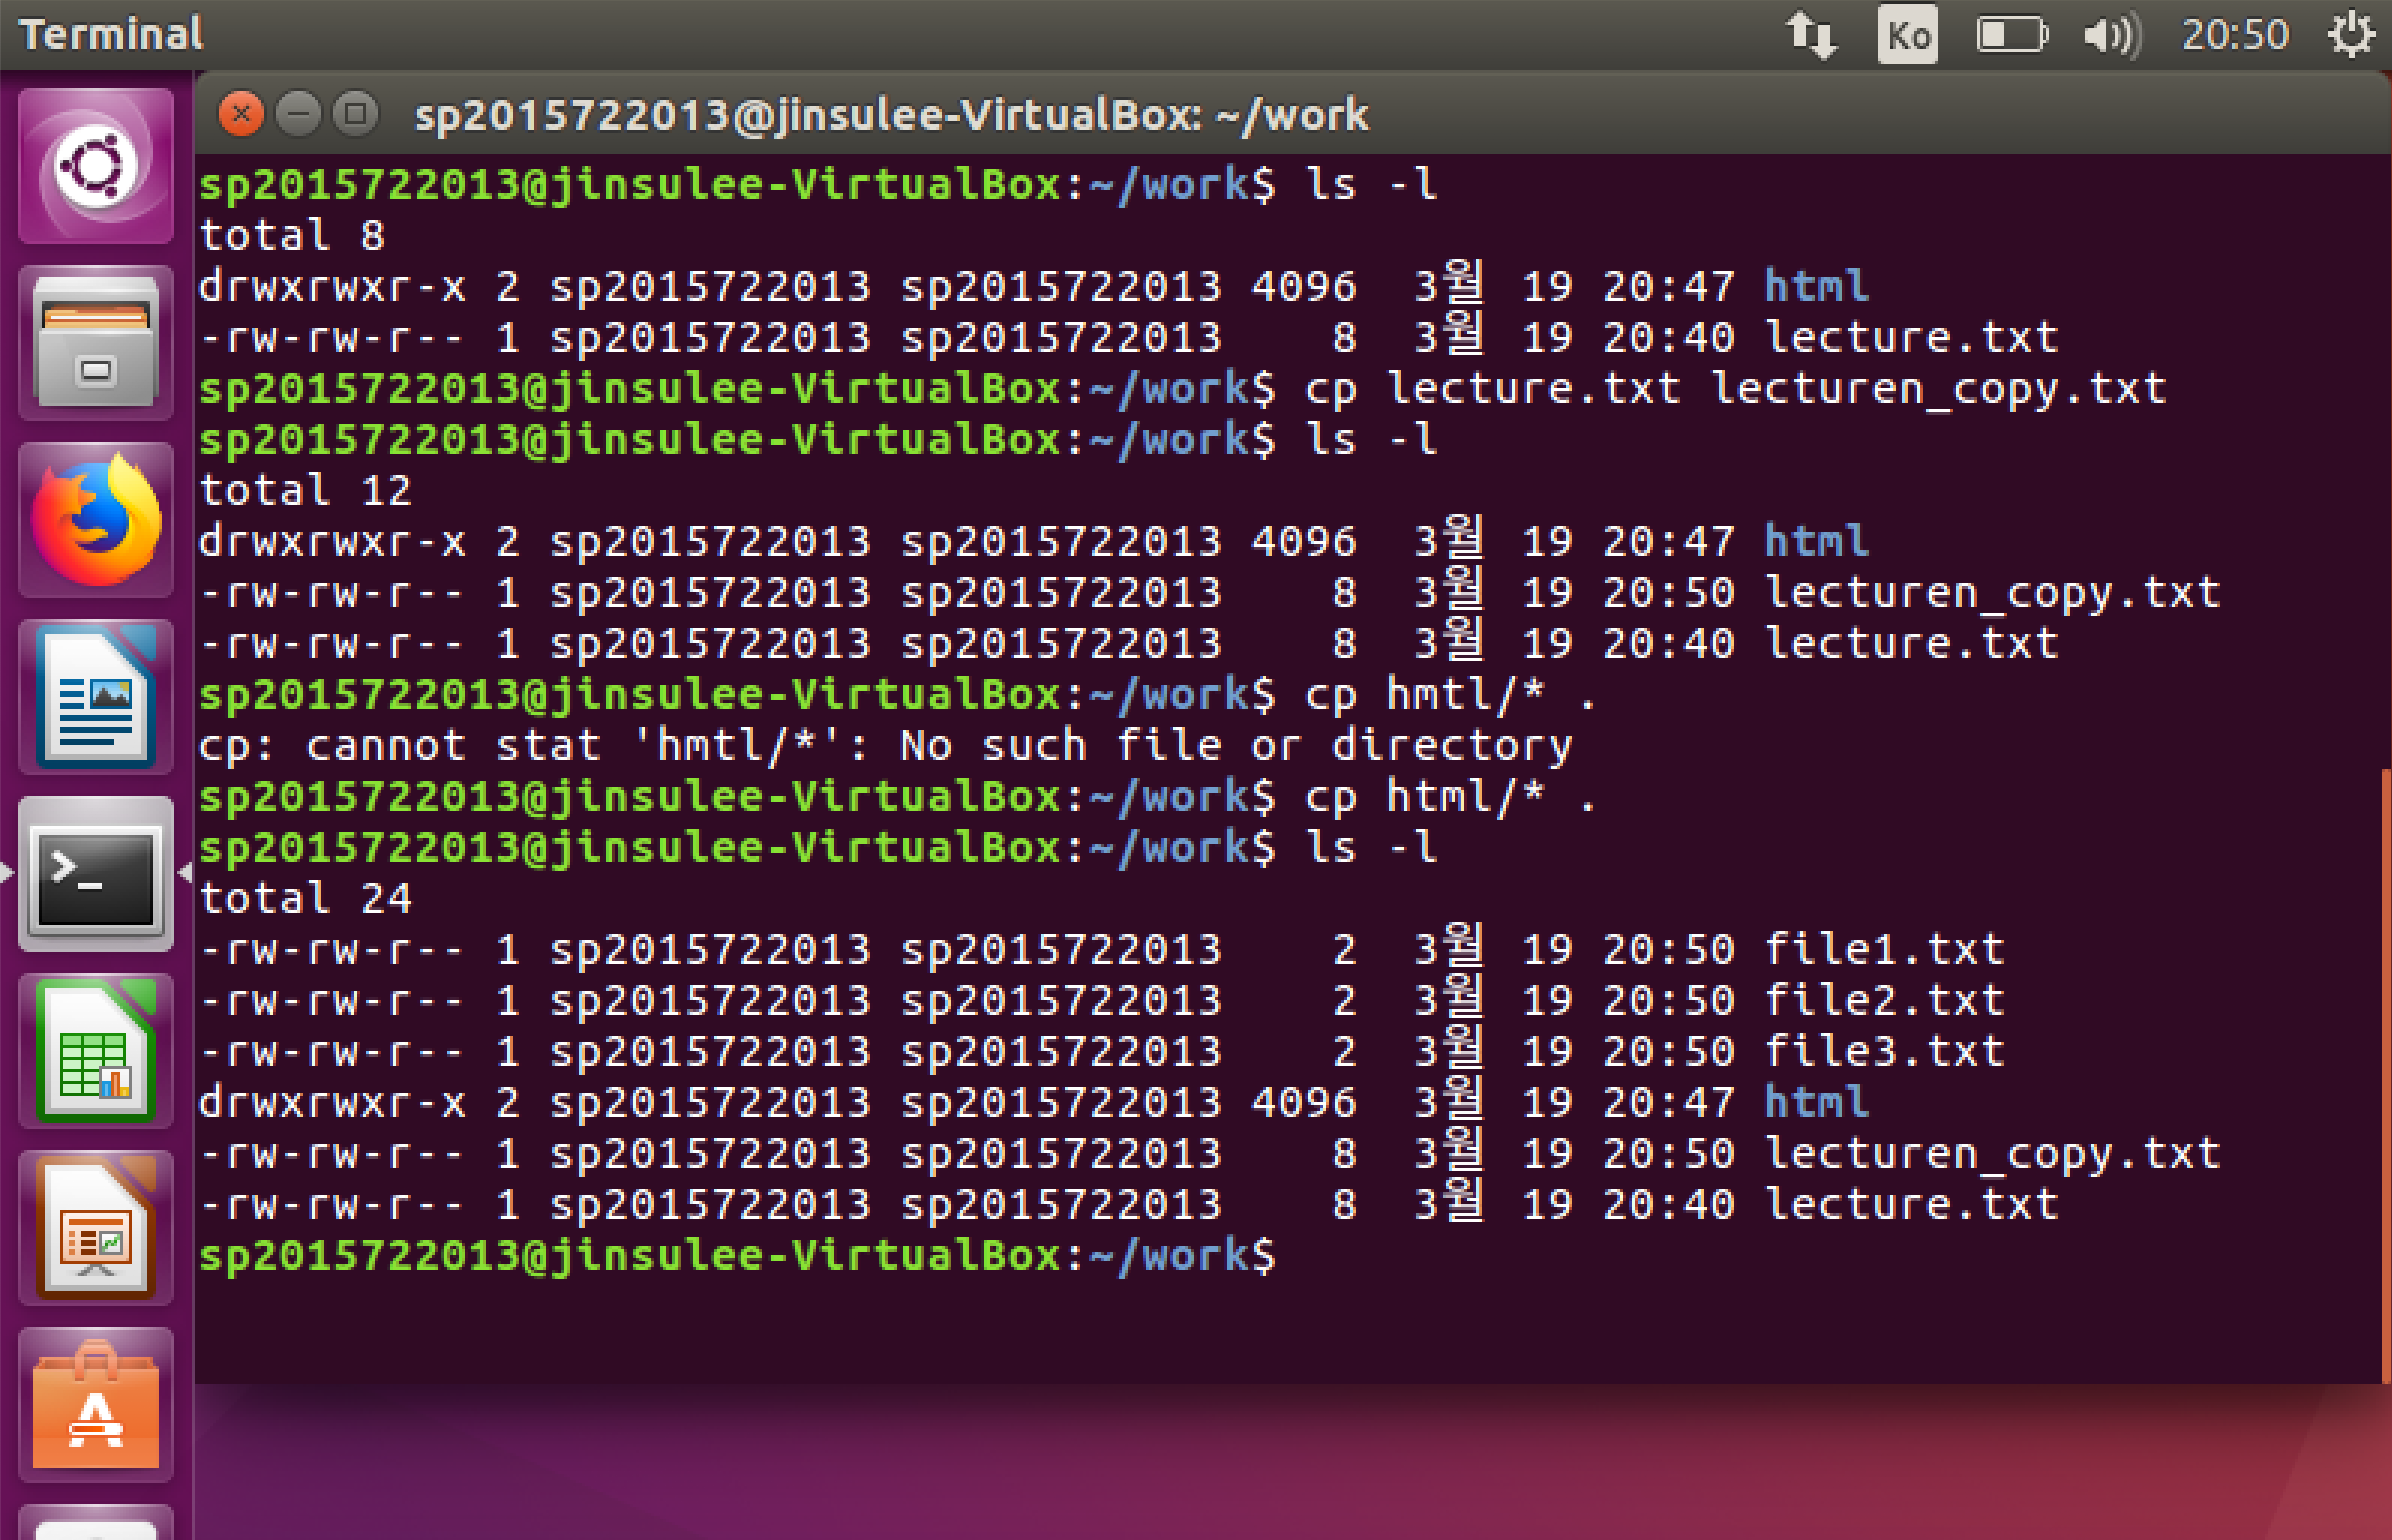 Terminal
Ko
20:50
sp2015722013@jinsulee-VirtualBox: ~/work
sp2015722013@jinsulee-VirtualBox:~/work$ ls -l
total 8
drwxrwxr-x 2 sp2015722013 sp2015722013 4096  3월 19 20:47 html
-rw-rw-r-- 1 sp2015722013 sp2015722013    8  3월 19 20:40 lecture.txt
sp2015722013@jinsulee-VirtualBox:~/work$ cp lecture.txt lecturen_copy.txt
sp2015722013@jinsulee-VirtualBox:~/work$ ls -l
total 12
drwxrwxr-x 2 sp2015722013 sp2015722013 4096  3월 19 20:47 html
-rw-rw-r-- 1 sp2015722013 sp2015722013    8  3월 19 20:50 lecturen_copy.txt
-rw-rw-r-- 1 sp2015722013 sp2015722013    8  3월 19 20:40 lecture.txt
sp2015722013@jinsulee-VirtualBox:~/work$ cp hmtl/* .
cp: cannot stat 'hmtl/*': No such file or directory
sp2015722013@jinsulee-VirtualBox:~/work$ cp html/* .
sp2015722013@jinsulee-VirtualBox:~/work$ ls -l
total 24
-rw-rw-r-- 1 sp2015722013 sp2015722013    2  3월 19 20:50 file1.txt
-rw-rw-r-- 1 sp2015722013 sp2015722013    2  3월 19 20:50 file2.txt
-rw-rw-r-- 1 sp2015722013 sp2015722013    2  3월 19 20:50 file3.txt
drwxrwxr-x 2 sp2015722013 sp2015722013 4096  3월 19 20:47 html
-rw-rw-r-- 1 sp2015722013 sp2015722013    8  3월 19 20:50 lecturen_copy.txt
-rw-rw-r-- 1 sp2015722013 sp2015722013    8  3월 19 20:40 lecture.txt
sp2015722013@jinsulee-VirtualBox:~/work$